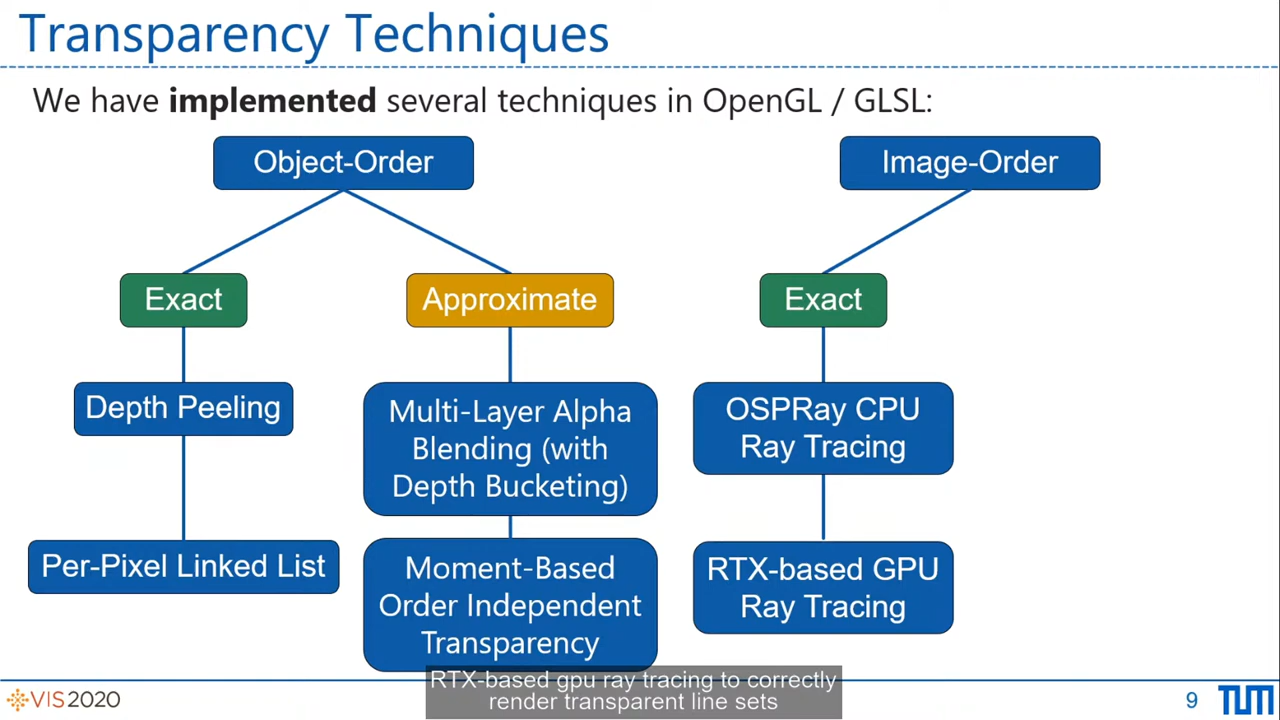 Transparency Techniques
We have implemented several techniques in OpenGL / GLSL:
Object-Order
Image-Order
Exact
Approximate
Exact
Depth Peeling
Multi-Layer Alpha
Blending (with
Depth Bucketing)
OSPRay CPU
Ray Tracing
Per-Pixel Linked List
Moment-Based
Order Independent
Transparency
RTX-based GPU
Ray Tracing
RTX-based gpu ray tracing to correctly
render transparent line sets
VIS2020
9
TUM